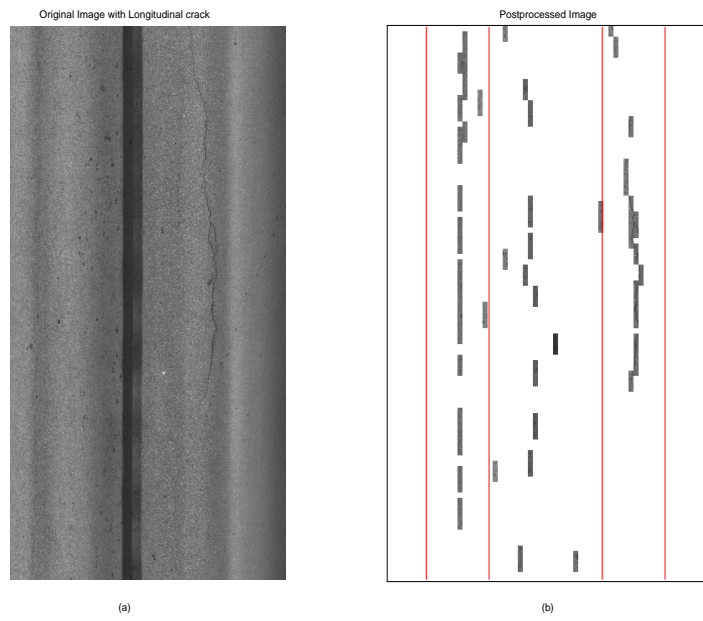 Original Image with Longitudinal crack
Postprocessed Image
(a)
(b)